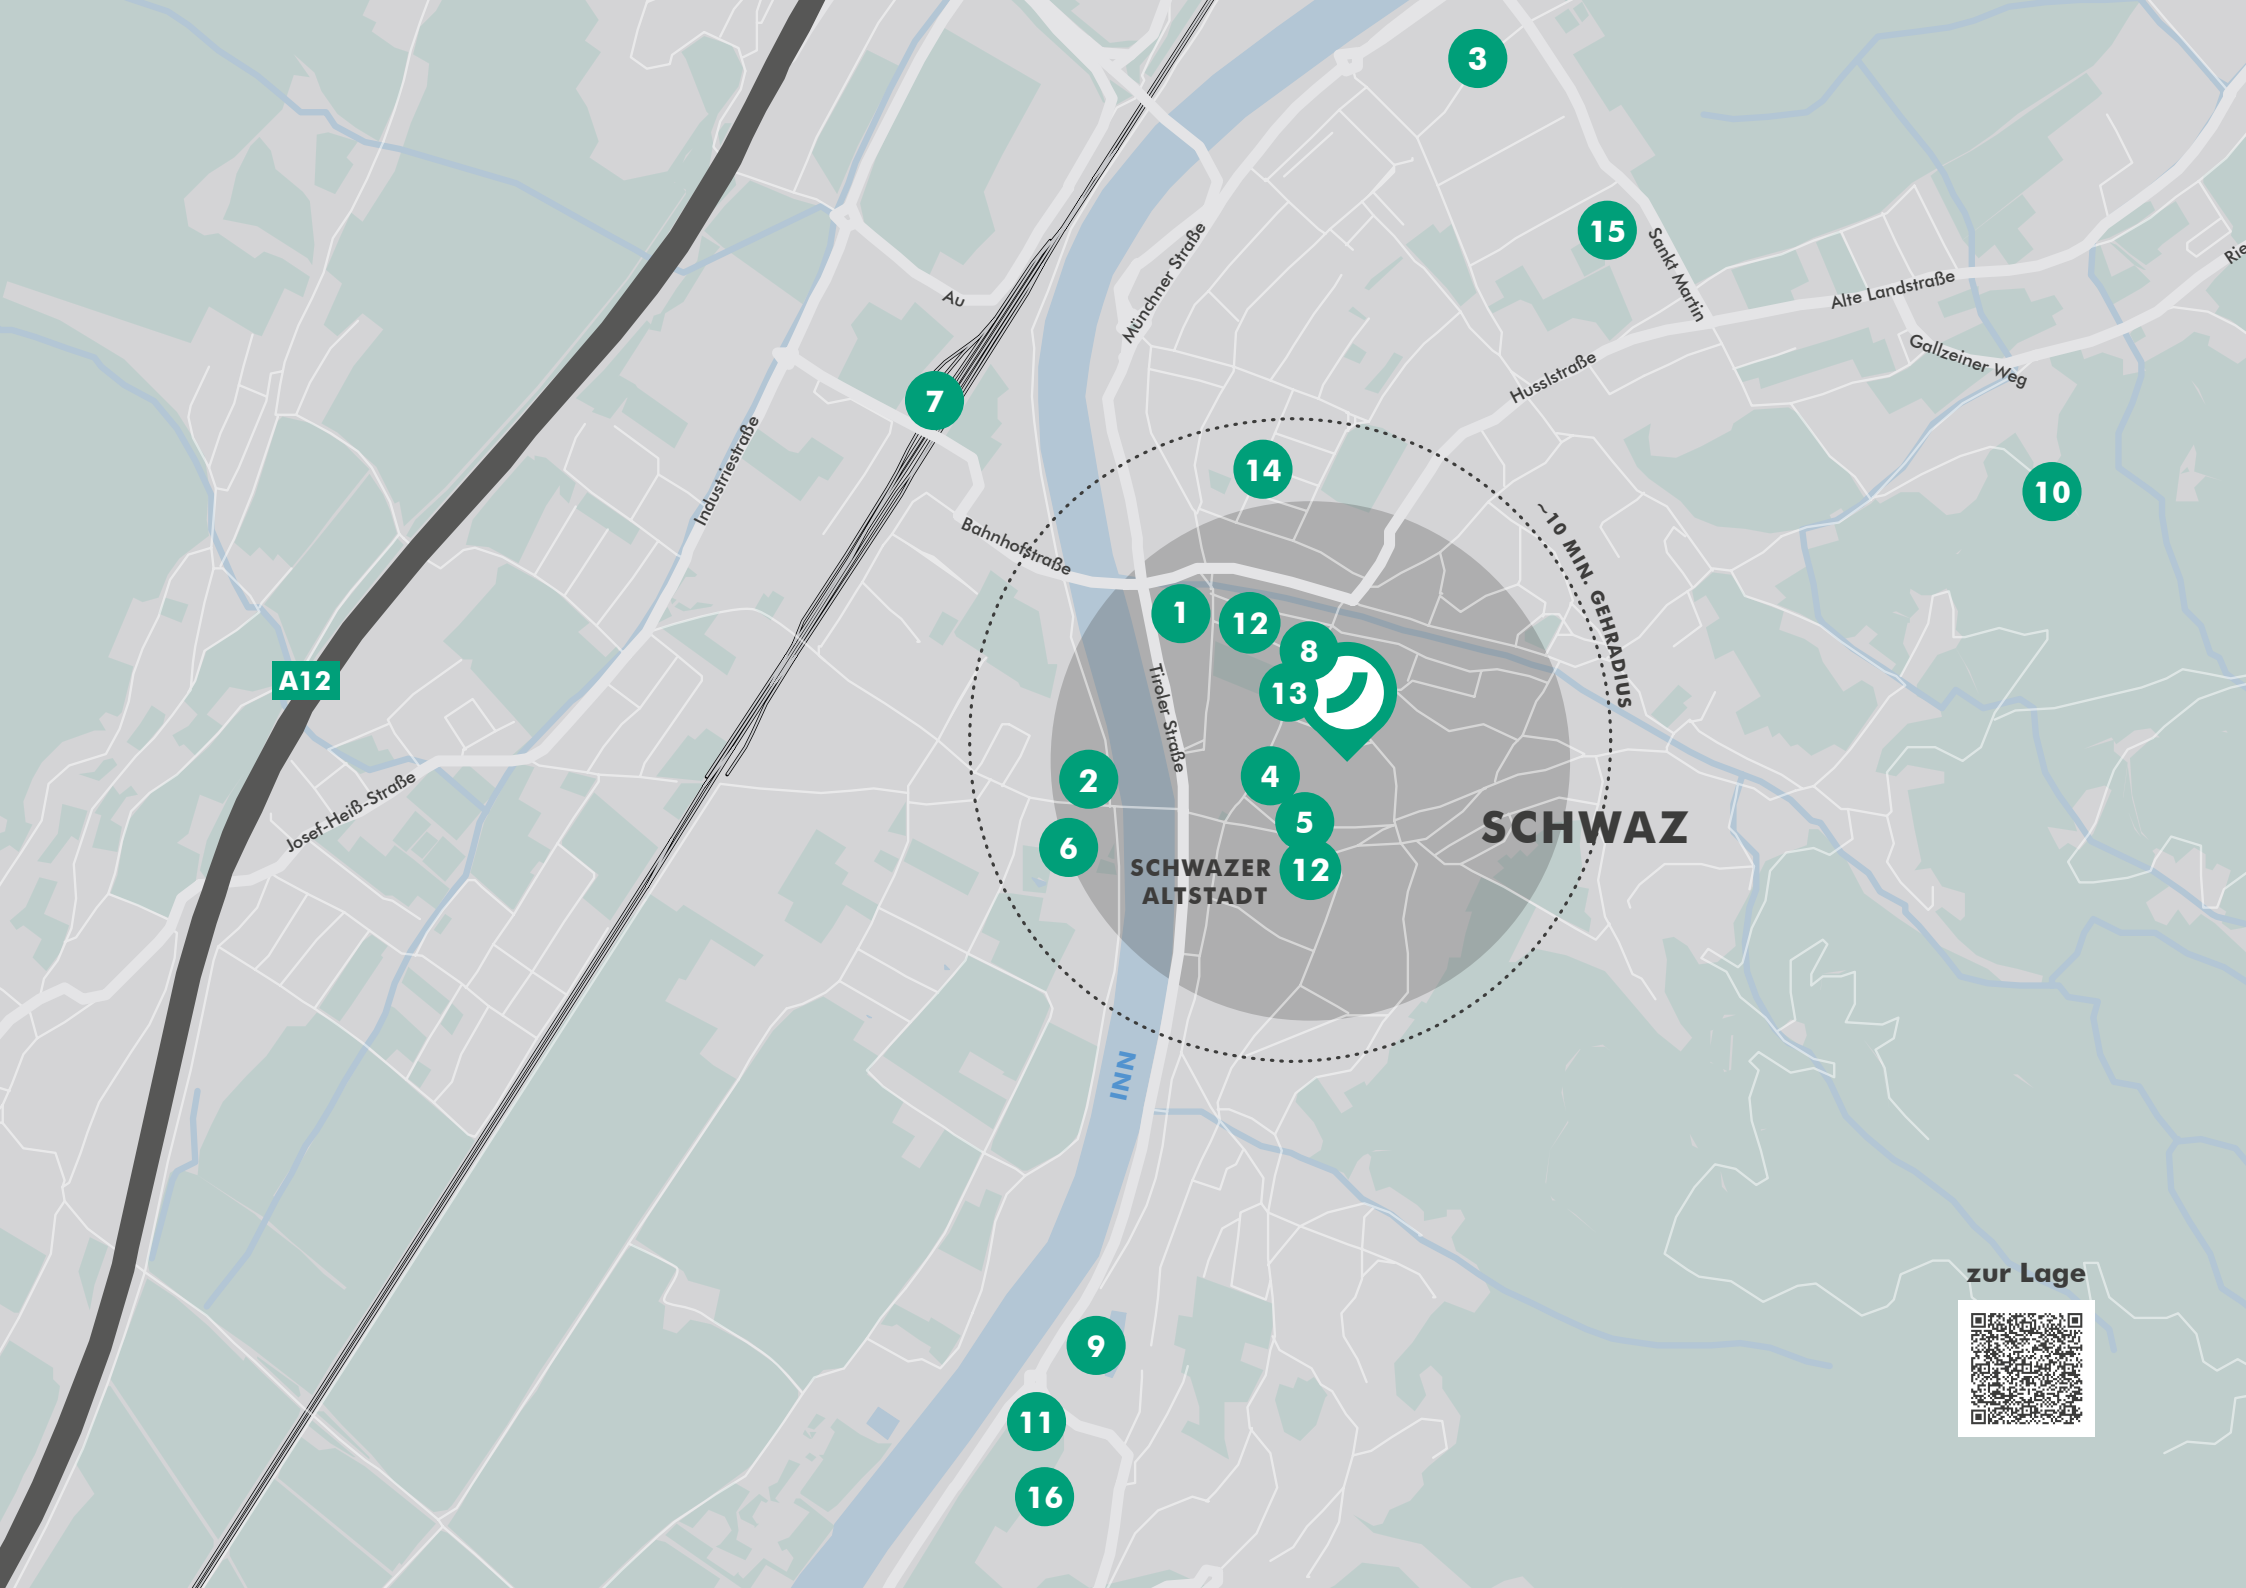 3
15
Sankt Martin
Münchner Straße
Au
Alte Landstraße
Rie
Gallzeiner Weg
Husslstraße
7
Industriestraße
14
10
~10 MIN. GEHRADIUS
Bahnhofstraße
1
12
8
13
A12
Tiroler Straße
2
4
Josef-Heiß-Straße
5
SCHWAZ
6
SCHWAZER
ALTSTADT
12
INN
zur Lage
9
11
16